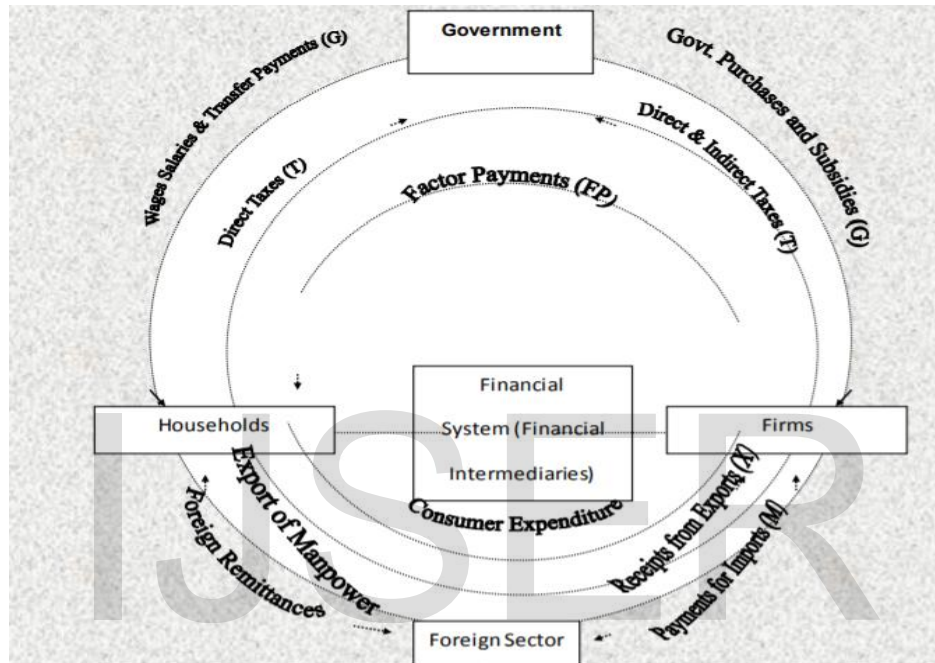 Government
Wages Salaries & Transfer Payments (G)
Govt. Purchases and Subsidies (G)
Direct Taxes (T)
Direct & Indirect Taxes (T)
Factor Payments (FP)
Financial
System (Financial
Intermediaries)
Households
Firms
Consumer Expenditure
Export of Manpower
Foreign Remittances
Receipts from Exports (X)
Payments for Imports (M)
Foreign Sector
IJSER